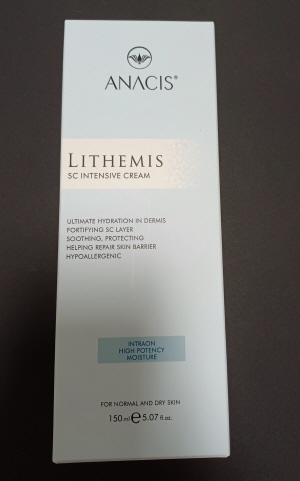 ANACIS®
LITHEMIS
SC INTENSIVE CREAM
ULTIMATE HYDRATION IN DERMIS
FORTIFYING SC LAYER
SOOTHING, PROTECTING
HELPING REPAIR SKIN BARRIER
HYPOALLERGENIC
INTRAON
HIGH POTENCY
MOISTURE
FOR NORMAL AND DRY SKIN
150 ml ℮ 5.07 fl.oz.